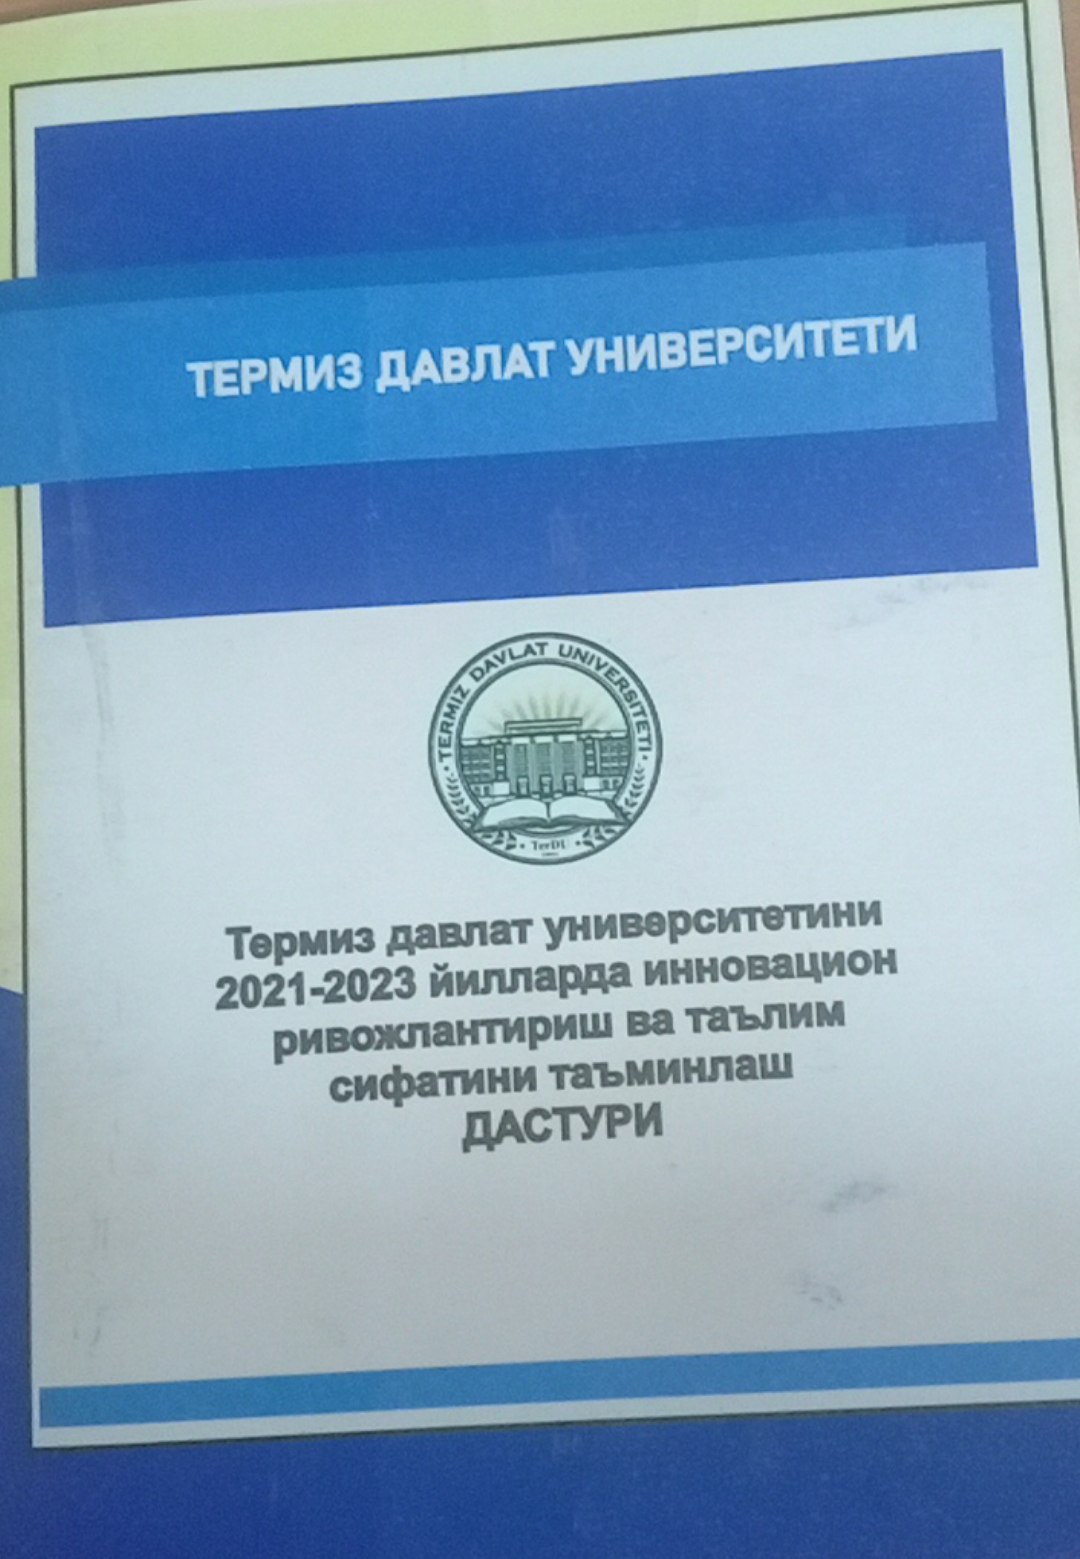 ТЕРМИЗ ДАВЛАТ УНИВЕРСИТЕТИ
TERMIZ DAVLAT UNIVERSITETI
TerDU
Термиз давлат университетини
2021-2023 йилларда инновацион
ривожлантириш ва таълим
сифатини таъминлаш
ДАСТУРИ